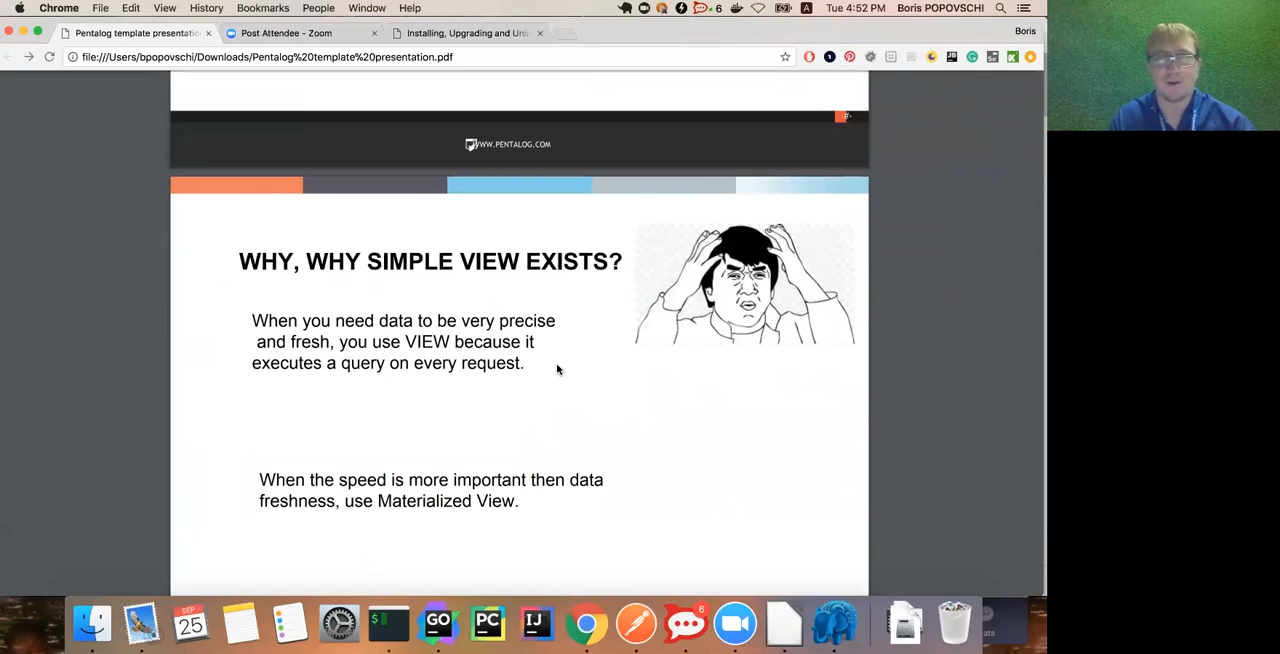 Chrome File Edit View History Bookmarks People Window Help 6 A Tue 4:52 PM Boris POPOVSCHI
Pentalog template presentatio × Post Attendee - Zoom × Installing, Upgrading and Uni × Boris
file:///Users/bpopovschi/Downloads/Pentalog%20template%20presentation.pdf
WWW.PENTALOG.COM
WHY, WHY SIMPLE VIEW EXISTS?
When you need data to be very precise
and fresh, you use VIEW because it
executes a query on every request.
When the speed is more important then data
freshness, use Materialized View.
SEP
25
$
GO
PC
IJ
6